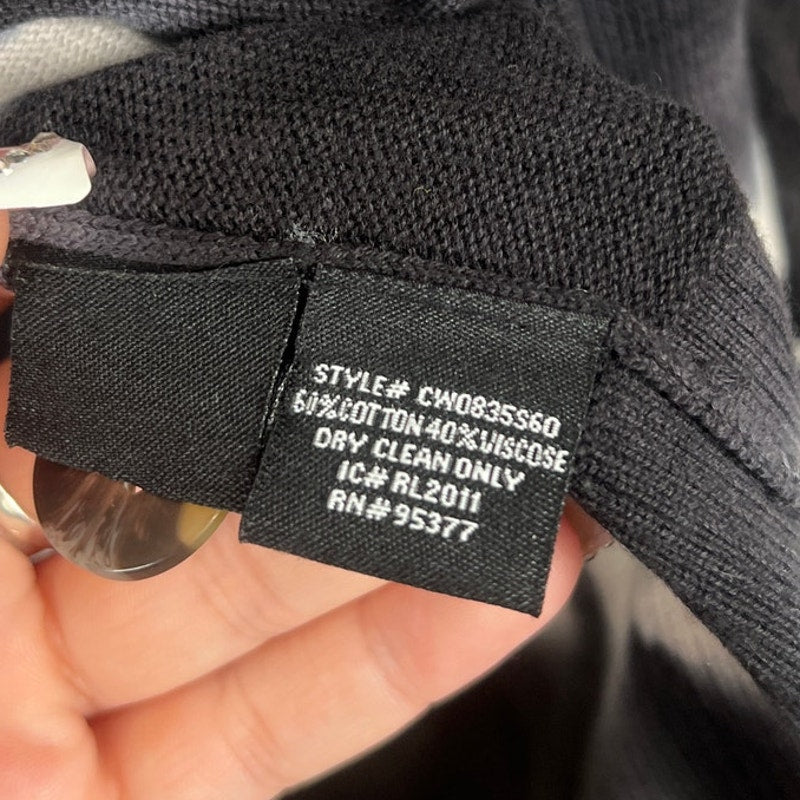 STYLE# CW0835S60
60%COTTON 40%VISCOSE
DRY CLEAN ONLY
IC# RL2011
RN#95377